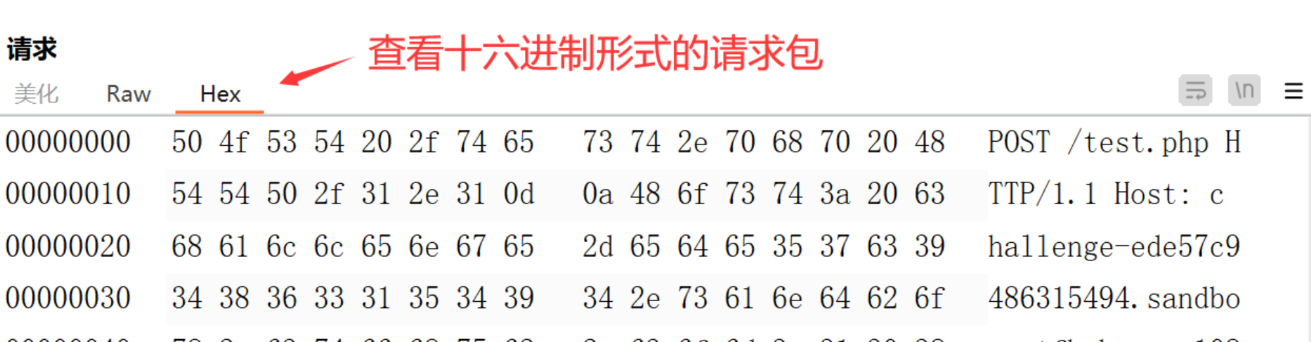 请求
查看十六进制形式的请求包
美化 Raw Hex \n
00000000 50 4f 53 54 20 2f 74 65 73 74 2e 70 68 70 20 48 POST /test.php H
00000010 54 54 50 2f 31 2e 31 0d 0a 48 6f 73 74 3a 20 63 TTP/1.1 Host: c
00000020 68 61 6c 6c 65 6e 67 65 2d 65 64 65 35 37 63 39 hallenge-ede57c9
00000030 34 38 36 33 31 35 34 39 34 2e 73 61 6e 64 62 6f 486315494.sandbo